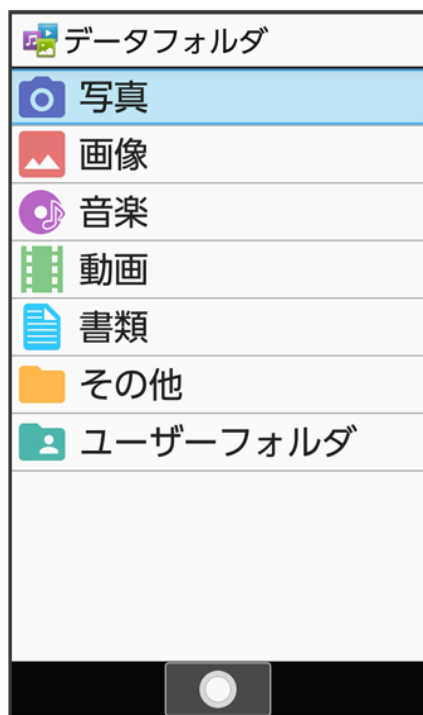 データフォルダ
写真
画像
音楽
動画
書類
その他
ユーザーフォルダ